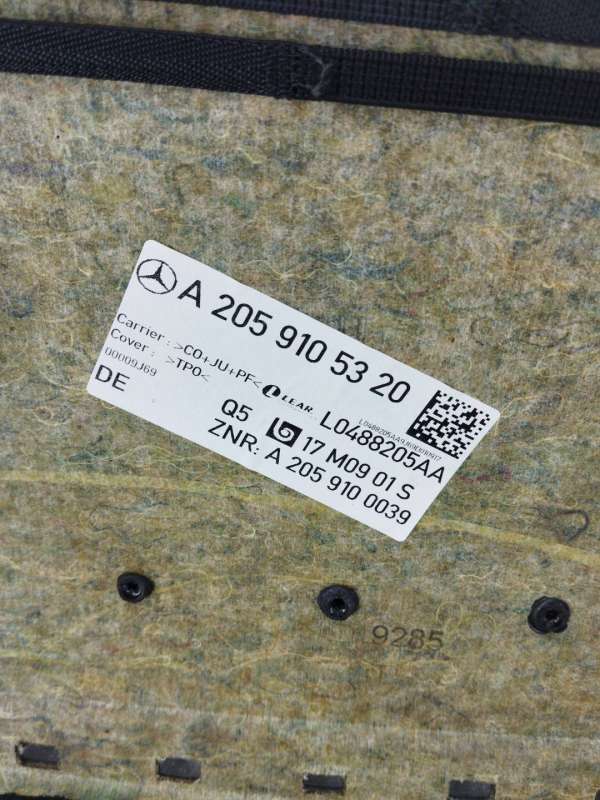 A 205 910 53 20
Carrier : >CO+JU+PF<
Cover : >TPO<
LEAR.
00009J69
DE
L0488205AA
Q5 17 M09 01 S
ZNR: A 205 910 0039
9285